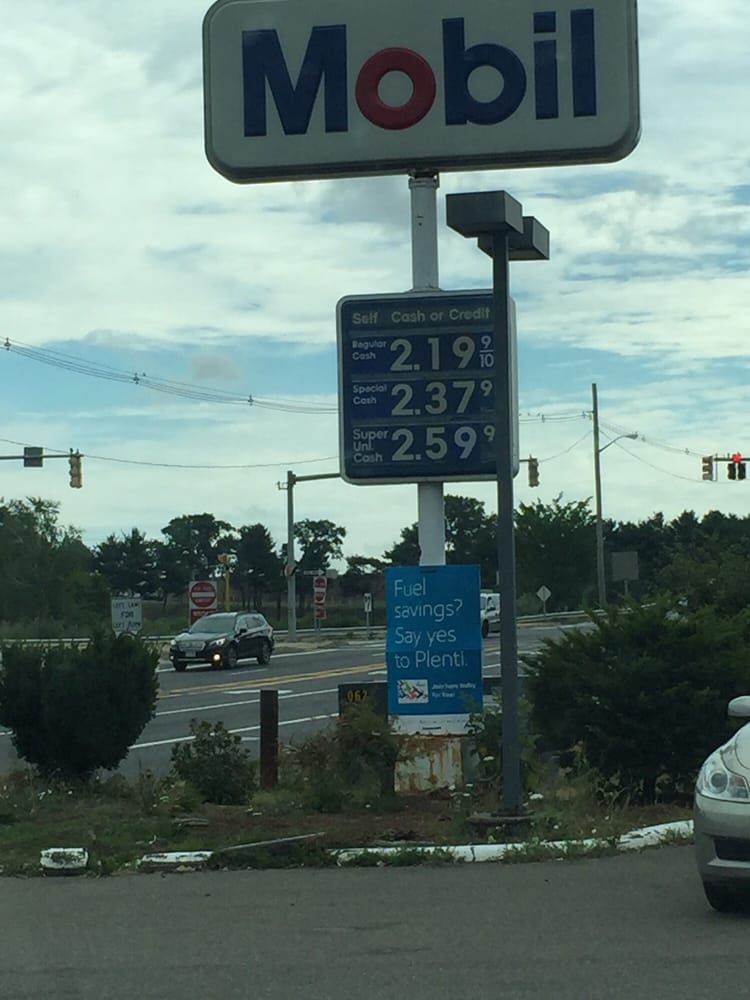 Mobil
Self Cash or Credit
Regular
Cash
2.19 9/10
Special
Cash
2.37 9
Super
Unl.
Cash
2.59 9
Fuel
savings?
Say yes
to Plenti.
062